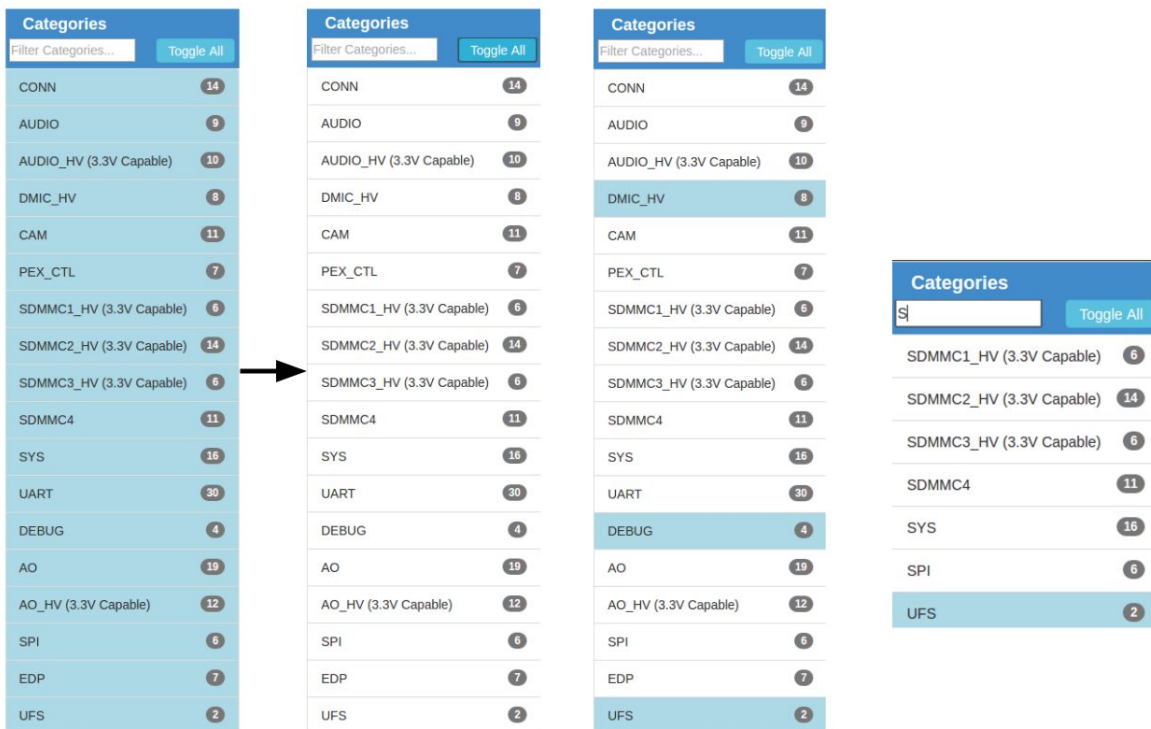 Categories
Filter Categories... Toggle All
CONN 14
AUDIO 9
AUDIO_HV (3.3V Capable) 10
DMIC_HV 8
CAM 11
PEX_CTL 7
SDMMC1_HV (3.3V Capable) 6
SDMMC2_HV (3.3V Capable) 14
SDMMC3_HV (3.3V Capable) 6
SDMMC4 11
SYS 16
UART 30
DEBUG 4
AO 19
AO_HV (3.3V Capable) 12
SPI 6
EDP 7
UFS 2
Categories
Filter Categories... Toggle All
CONN 14
AUDIO 9
AUDIO_HV (3.3V Capable) 10
DMIC_HV 8
CAM 11
PEX_CTL 7
SDMMC1_HV (3.3V Capable) 6
SDMMC2_HV (3.3V Capable) 14
SDMMC3_HV (3.3V Capable) 6
SDMMC4 11
SYS 16
UART 30
DEBUG 4
AO 19
AO_HV (3.3V Capable) 12
SPI 6
EDP 7
UFS 2
Categories
Filter Categories... Toggle All
CONN 14
AUDIO 9
AUDIO_HV (3.3V Capable) 10
DMIC_HV 8
CAM 11
PEX_CTL 7
SDMMC1_HV (3.3V Capable) 6
SDMMC2_HV (3.3V Capable) 14
SDMMC3_HV (3.3V Capable) 6
SDMMC4 11
SYS 16
UART 30
DEBUG 4
AO 19
AO_HV (3.3V Capable) 12
SPI 6
EDP 7
UFS 2
Categories
S Toggle All
SDMMC1_HV (3.3V Capable) 6
SDMMC2_HV (3.3V Capable) 14
SDMMC3_HV (3.3V Capable) 6
SDMMC4 11
SYS 16
SPI 6
UFS 2